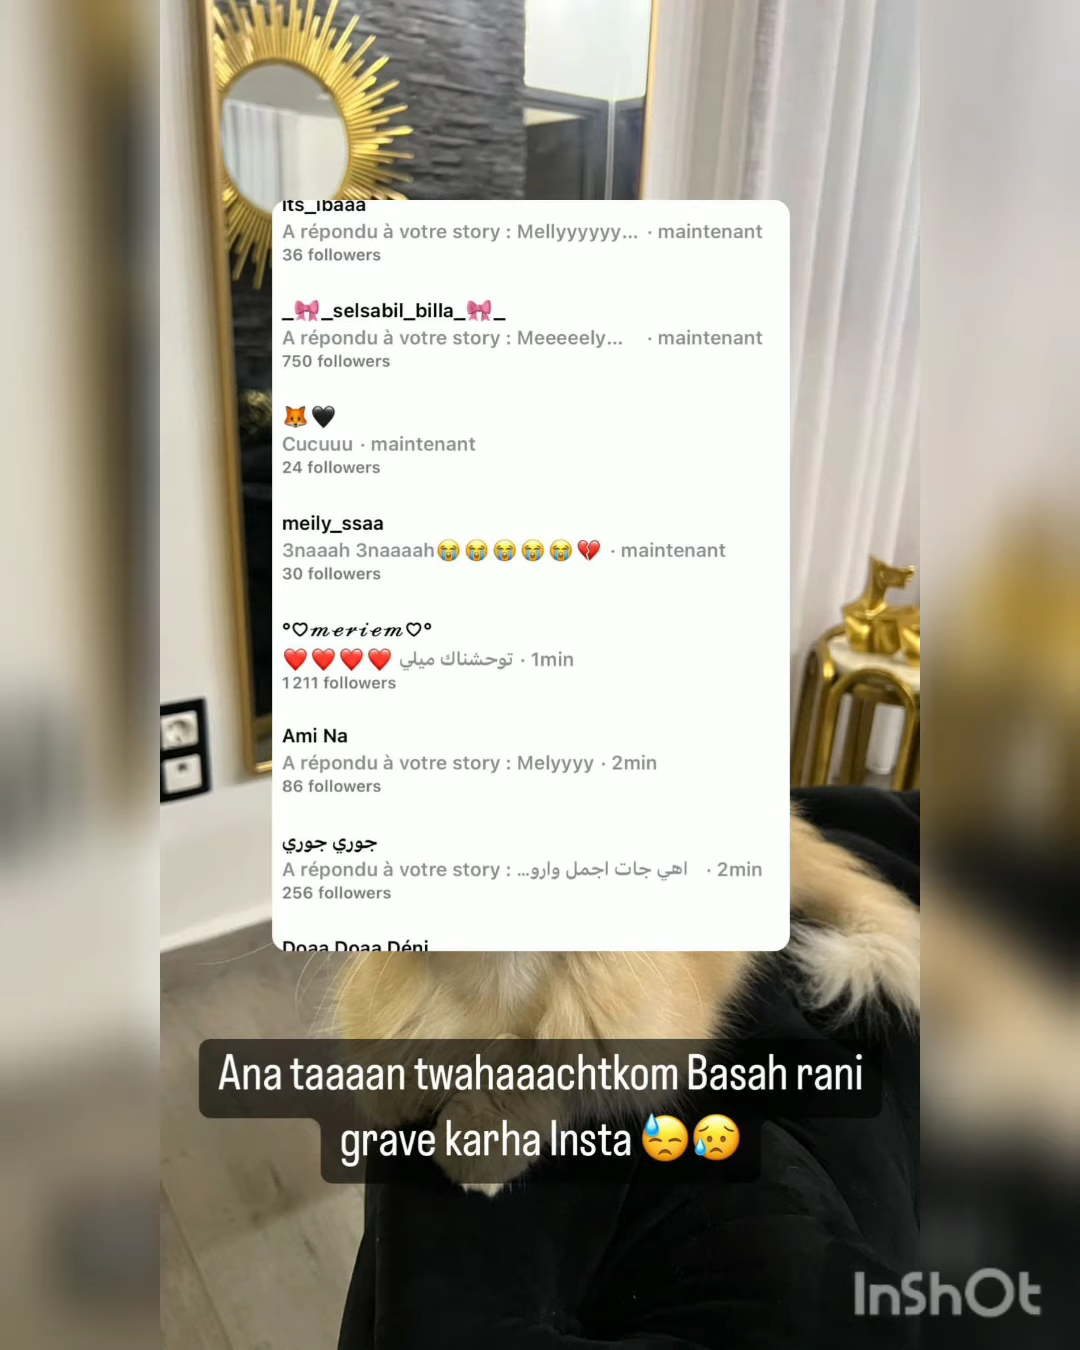 its_ibaaa
A répondu à votre story : Mellyyyyyy... · maintenant
36 followers
_🎀_selsabil_billa_🎀_
A répondu à votre story : Meeeeely... · maintenant
750 followers
🦊🖤
Cucuuu · maintenant
24 followers
meily_ssaa
3naaah 3naaaah😭😭😭😭😭💔 · maintenant
30 followers
°♡𝓶𝓮𝓻𝓲𝓮𝓶♡°
❤️❤️❤️❤️ توحشناك ميلي · 1min
1 211 followers
Ami Na
A répondu à votre story : Melyyyy · 2min
86 followers
جوري جوري
A répondu à votre story : اهي جات اجمل وارو... · 2min
256 followers
Doaa Doaa Déni
Ana taaaan twahaaachtkom Basah rani
grave karha Insta 😓😥
InShOt